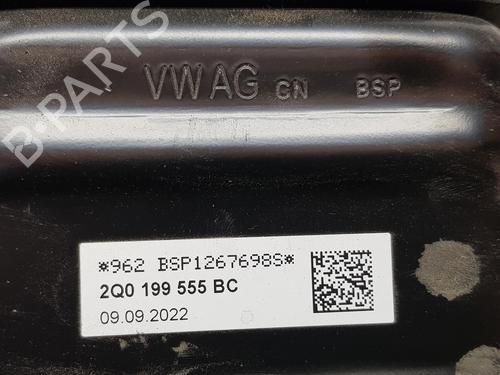 B-PARTS
VWAG CN BSP
*962 BSP1267698S*
2Q0 199 555 BC
09.09.2022